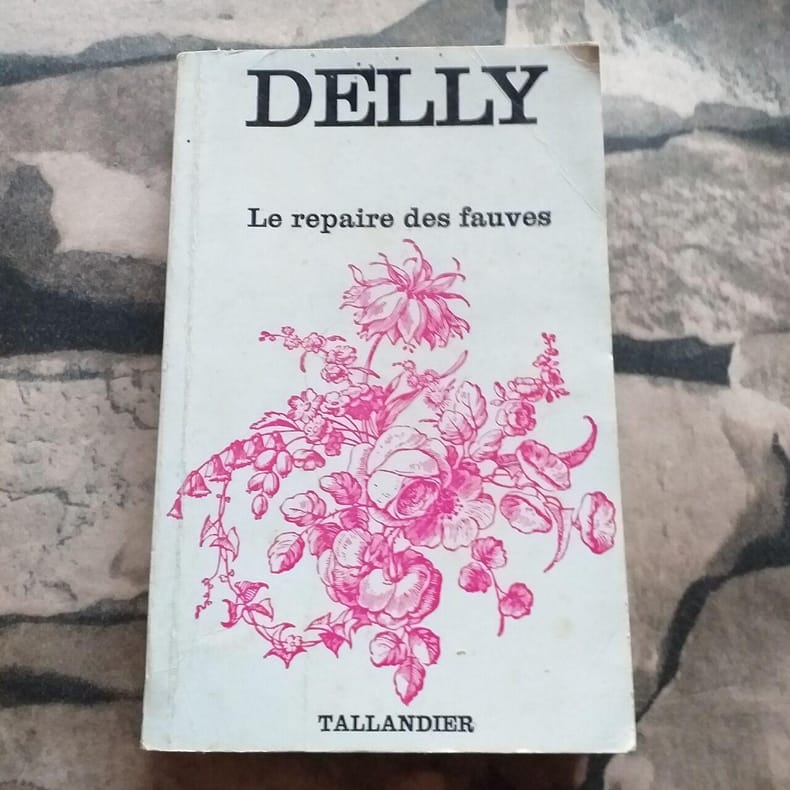 DELLY
Le repaire des fauves
TALLANDIER